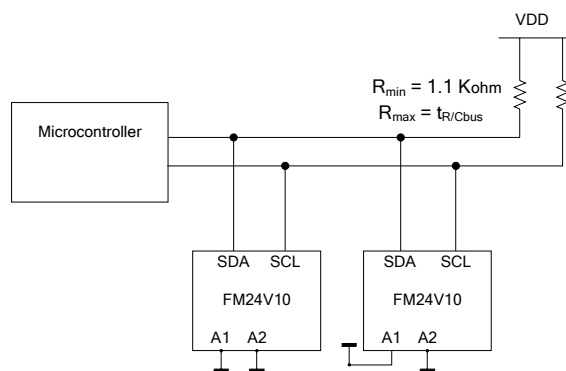 VDD
Rmin = 1.1 Kohm
Rmax = tR/Cbus
Microcontroller
SDA SCL
FM24V10
A1 A2
SDA SCL
FM24V10
A1 A2